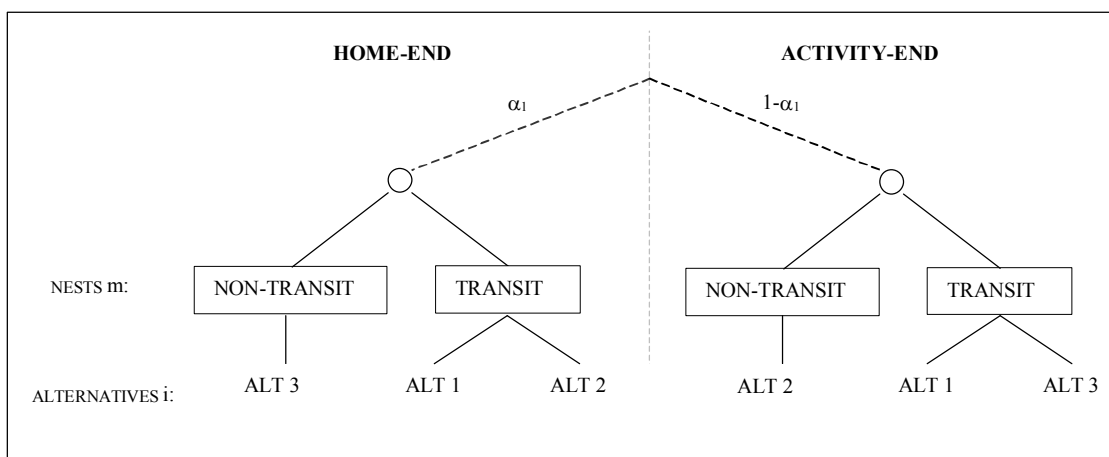 HOME-END ACTIVITY-END
α₁ 1-α₁
NESTS m: NON-TRANSIT TRANSIT NON-TRANSIT TRANSIT
ALTERNATIVES i: ALT 3 ALT 1 ALT 2 ALT 2 ALT 1 ALT 3